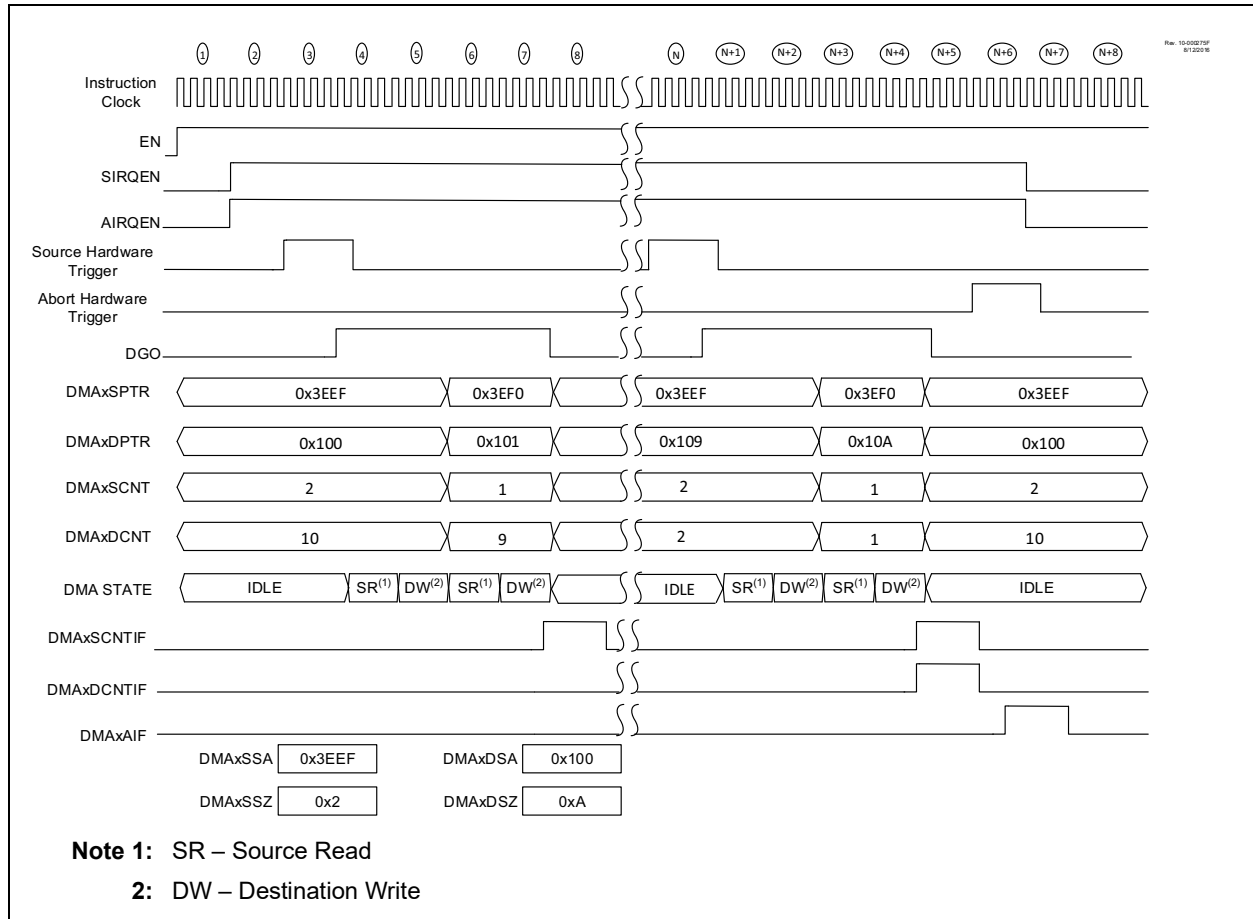 1 2 3 4 5 6 7 8 N N+1 N+2 N+3 N+4 N+5 N+6 N+7 N+8
Rev. 10-000275F
8/12/2016
Instruction
Clock
EN
SIRQEN
AIRQEN
Source Hardware
Trigger
Abort Hardware
Trigger
DGO
DMAxSPTR 0x3EEF 0x3EF0 0x3EEF 0x3EF0 0x3EEF
DMAxDPTR 0x100 0x101 0x109 0x10A 0x100
DMAxSCNT 2 1 2 1 2
DMAxDCNT 10 9 2 1 10
DMA STATE IDLE SR(1) DW(2) SR(1) DW(2) IDLE SR(1) DW(2) SR(1) DW(2) IDLE
DMAxSCNTIF
DMAxDCNTIF
DMAxAIF
DMAxSSA 0x3EEF DMAxDSA 0x100
DMAxSSZ 0x2 DMAxDSZ 0xA
Note 1: SR – Source Read
2: DW – Destination Write